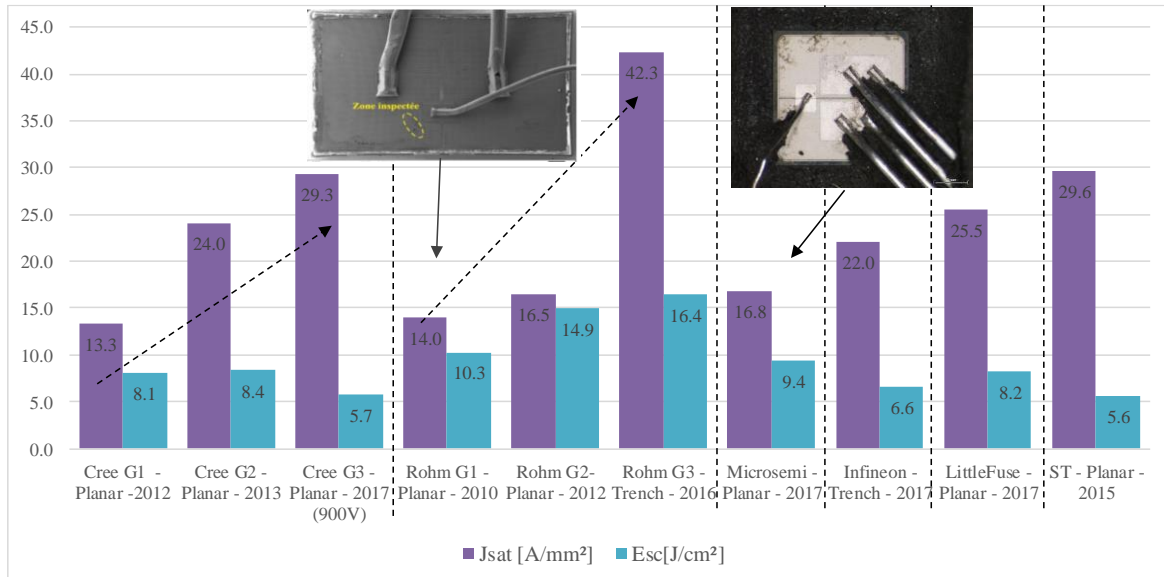 45.0
40.0
35.0
30.0
25.0
20.0
15.0
10.0
5.0
0.0
Zone inspectée
13.3
8.1
24.0
8.4
29.3
5.7
14.0
10.3
16.5
14.9
42.3
16.4
16.8
9.4
22.0
6.6
25.5
8.2
29.6
5.6
Cree G1 -
Planar -2012
Cree G2 -
Planar - 2013
Cree G3 -
Planar - 2017
(900V)
Rohm G1 -
Planar - 2010
Rohm G2-
Planar - 2012
Rohm G3 -
Trench - 2016
Microsemi -
Planar - 2017
Infineon -
Trench - 2017
LittleFuse -
Planar - 2017
ST - Planar -
2015
Jsat [A/mm²]
Esc[J/cm²]